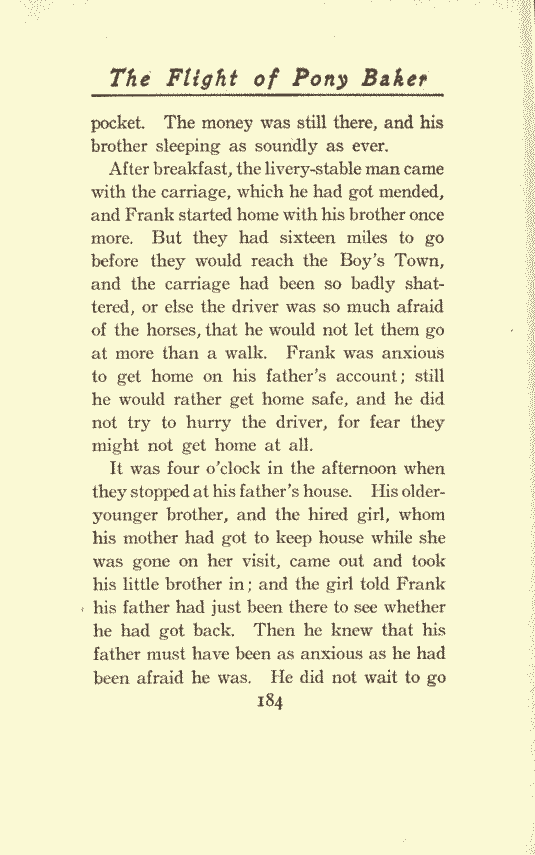 The Flight of Pony Baker
pocket. The money was still there, and his
brother sleeping as soundly as ever.
After breakfast, the livery-stable man came
with the carriage, which he had got mended,
and Frank started home with his brother once
more. But they had sixteen miles to go
before they would reach the Boy's Town,
and the carriage had been so badly shat-
tered, or else the driver was so much afraid
of the horses, that he would not let them go
at more than a walk. Frank was anxious
to get home on his father's account; still
he would rather get home safe, and he did
not try to hurry the driver, for fear they
might not get home at all.
It was four o'clock in the afternoon when
they stopped at his father's house. His older-
younger brother, and the hired girl, whom
his mother had got to keep house while she
was gone on her visit, came out and took
his little brother in; and the girl told Frank
his father had just been there to see whether
he had got back. Then he knew that his
father must have been as anxious as he had
been afraid he was. He did not wait to go
184